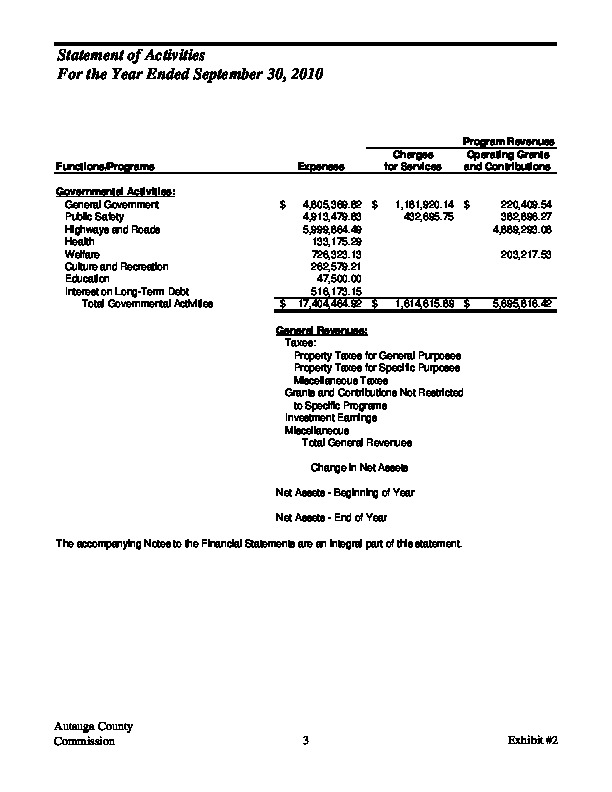 Statement of Activities
For the Year Ended September 30, 2010
Program Revenues
Charges Operating Grants
Functions/Programs Expenses for Services and Contributions
Governmental Activities:
General Government $ 4,805,369.82 $ 1,181,920.14 $ 220,409.54
Public Safety 4,913,479.83 432,695.75 382,896.27
Highways and Roads 5,999,864.49 4,889,293.08
Health 133,175.29
Welfare 726,323.13 203,217.53
Culture and Recreation 262,579.21
Education 47,500.00
Interest on Long-Term Debt 516,173.15
Total Governmental Activities $ 17,404,464.92 $ 1,614,615.89 $ 5,695,816.42
General Revenues:
Taxes:
Property Taxes for General Purposes
Property Taxes for Specific Purposes
Miscellaneous Taxes
Grants and Contributions Not Restricted
to Specific Programs
Investment Earnings
Miscellaneous
Total General Revenues
Change in Net Assets
Net Assets - Beginning of Year
Net Assets - End of Year
The accompanying Notes to the Financial Statements are an integral part of this statement.
Autauga County
Commission 3 Exhibit #2